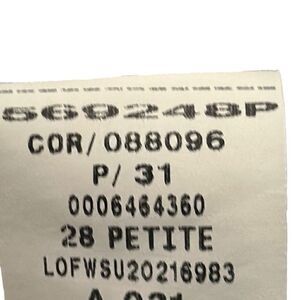 569248P
COR/088096
P/ 31
0006464360
28 PETITE
LOFWSU20216983